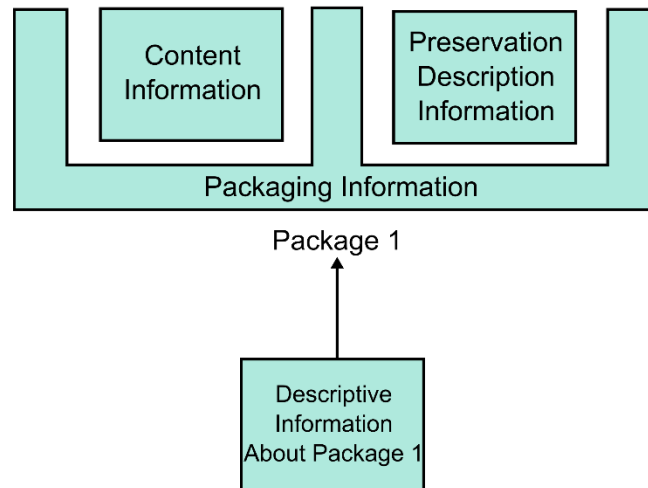 Content
Information
Preservation
Description
Information
Packaging Information
Package 1
Descriptive
Information
About Package 1